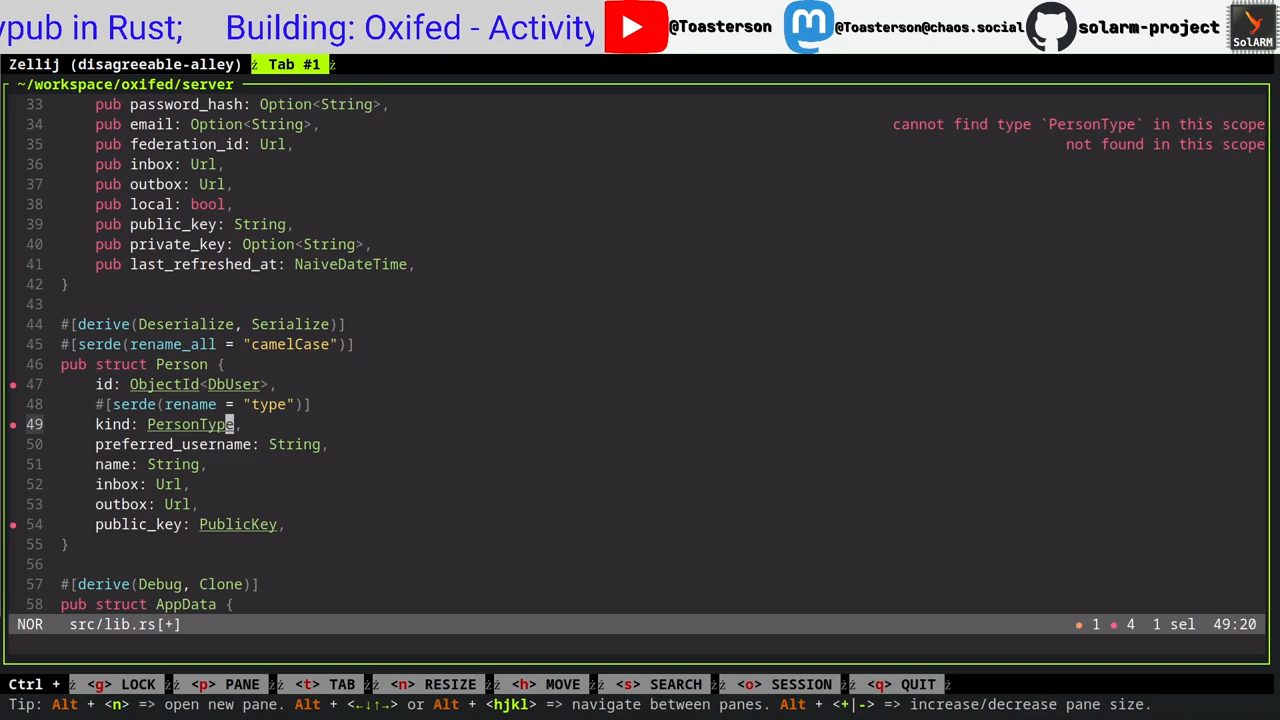 ypub in Rust;     Building: Oxifed - Activity
@Toasterson @Toasterson@chaos.social solarm-project SolARM
Zellij (disagreeable-alley) Tab #1
~/workspace/oxifed/server
33 pub password_hash: Option<String>,
34 pub email: Option<String>, cannot find type `PersonType` in this scope
35 pub federation_id: Url, not found in this scope
36 pub inbox: Url,
37 pub outbox: Url,
38 pub local: bool,
39 pub public_key: String,
40 pub private_key: Option<String>,
41 pub last_refreshed_at: NaiveDateTime,
42 }
43
44 #[derive(Deserialize, Serialize)]
45 #[serde(rename_all = "camelCase")]
46 pub struct Person {
● 47 id: ObjectId<DbUser>,
48 #[serde(rename = "type")]
● 49 kind: PersonType,
50 preferred_username: String,
51 name: String,
52 inbox: Url,
53 outbox: Url,
● 54 public_key: PublicKey,
55 }
56
57 #[derive(Debug, Clone)]
58 pub struct AppData {
NOR src/lib.rs[+] ● 1 ● 4 1 sel 49:20
Ctrl + <g> LOCK <p> PANE <t> TAB <n> RESIZE <h> MOVE <s> SEARCH <o> SESSION <q> QUIT
Tip: Alt + <n> => open new pane. Alt + <←↓↑→> or Alt + <hjkl> => navigate between panes. Alt + <+|-> => increase/decrease pane size.